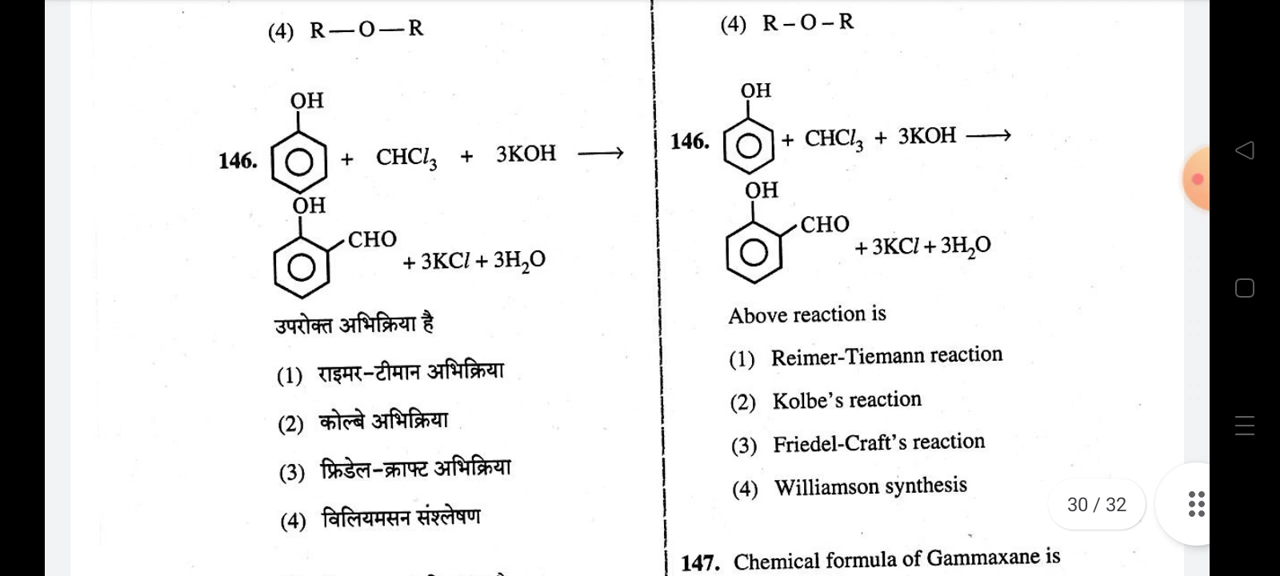 (4) R—O—R
OH
146. + CHCl₃ + 3KOH ⟶
OH
CHO
+ 3KCl + 3H₂O
उपरोक्त अभिक्रिया है
(1) राइमर-टीमान अभिक्रिया
(2) कोल्बे अभिक्रिया
(3) फ्रिडेल-क्राफ्ट अभिक्रिया
(4) विलियमसन संश्लेषण
(4) R – O – R
OH
146. + CHCl₃ + 3KOH ⟶
OH
CHO
+ 3KCl + 3H₂O
Above reaction is
(1) Reimer-Tiemann reaction
(2) Kolbe's reaction
(3) Friedel-Craft's reaction
(4) Williamson synthesis
147. Chemical formula of Gammaxane is
30 / 32